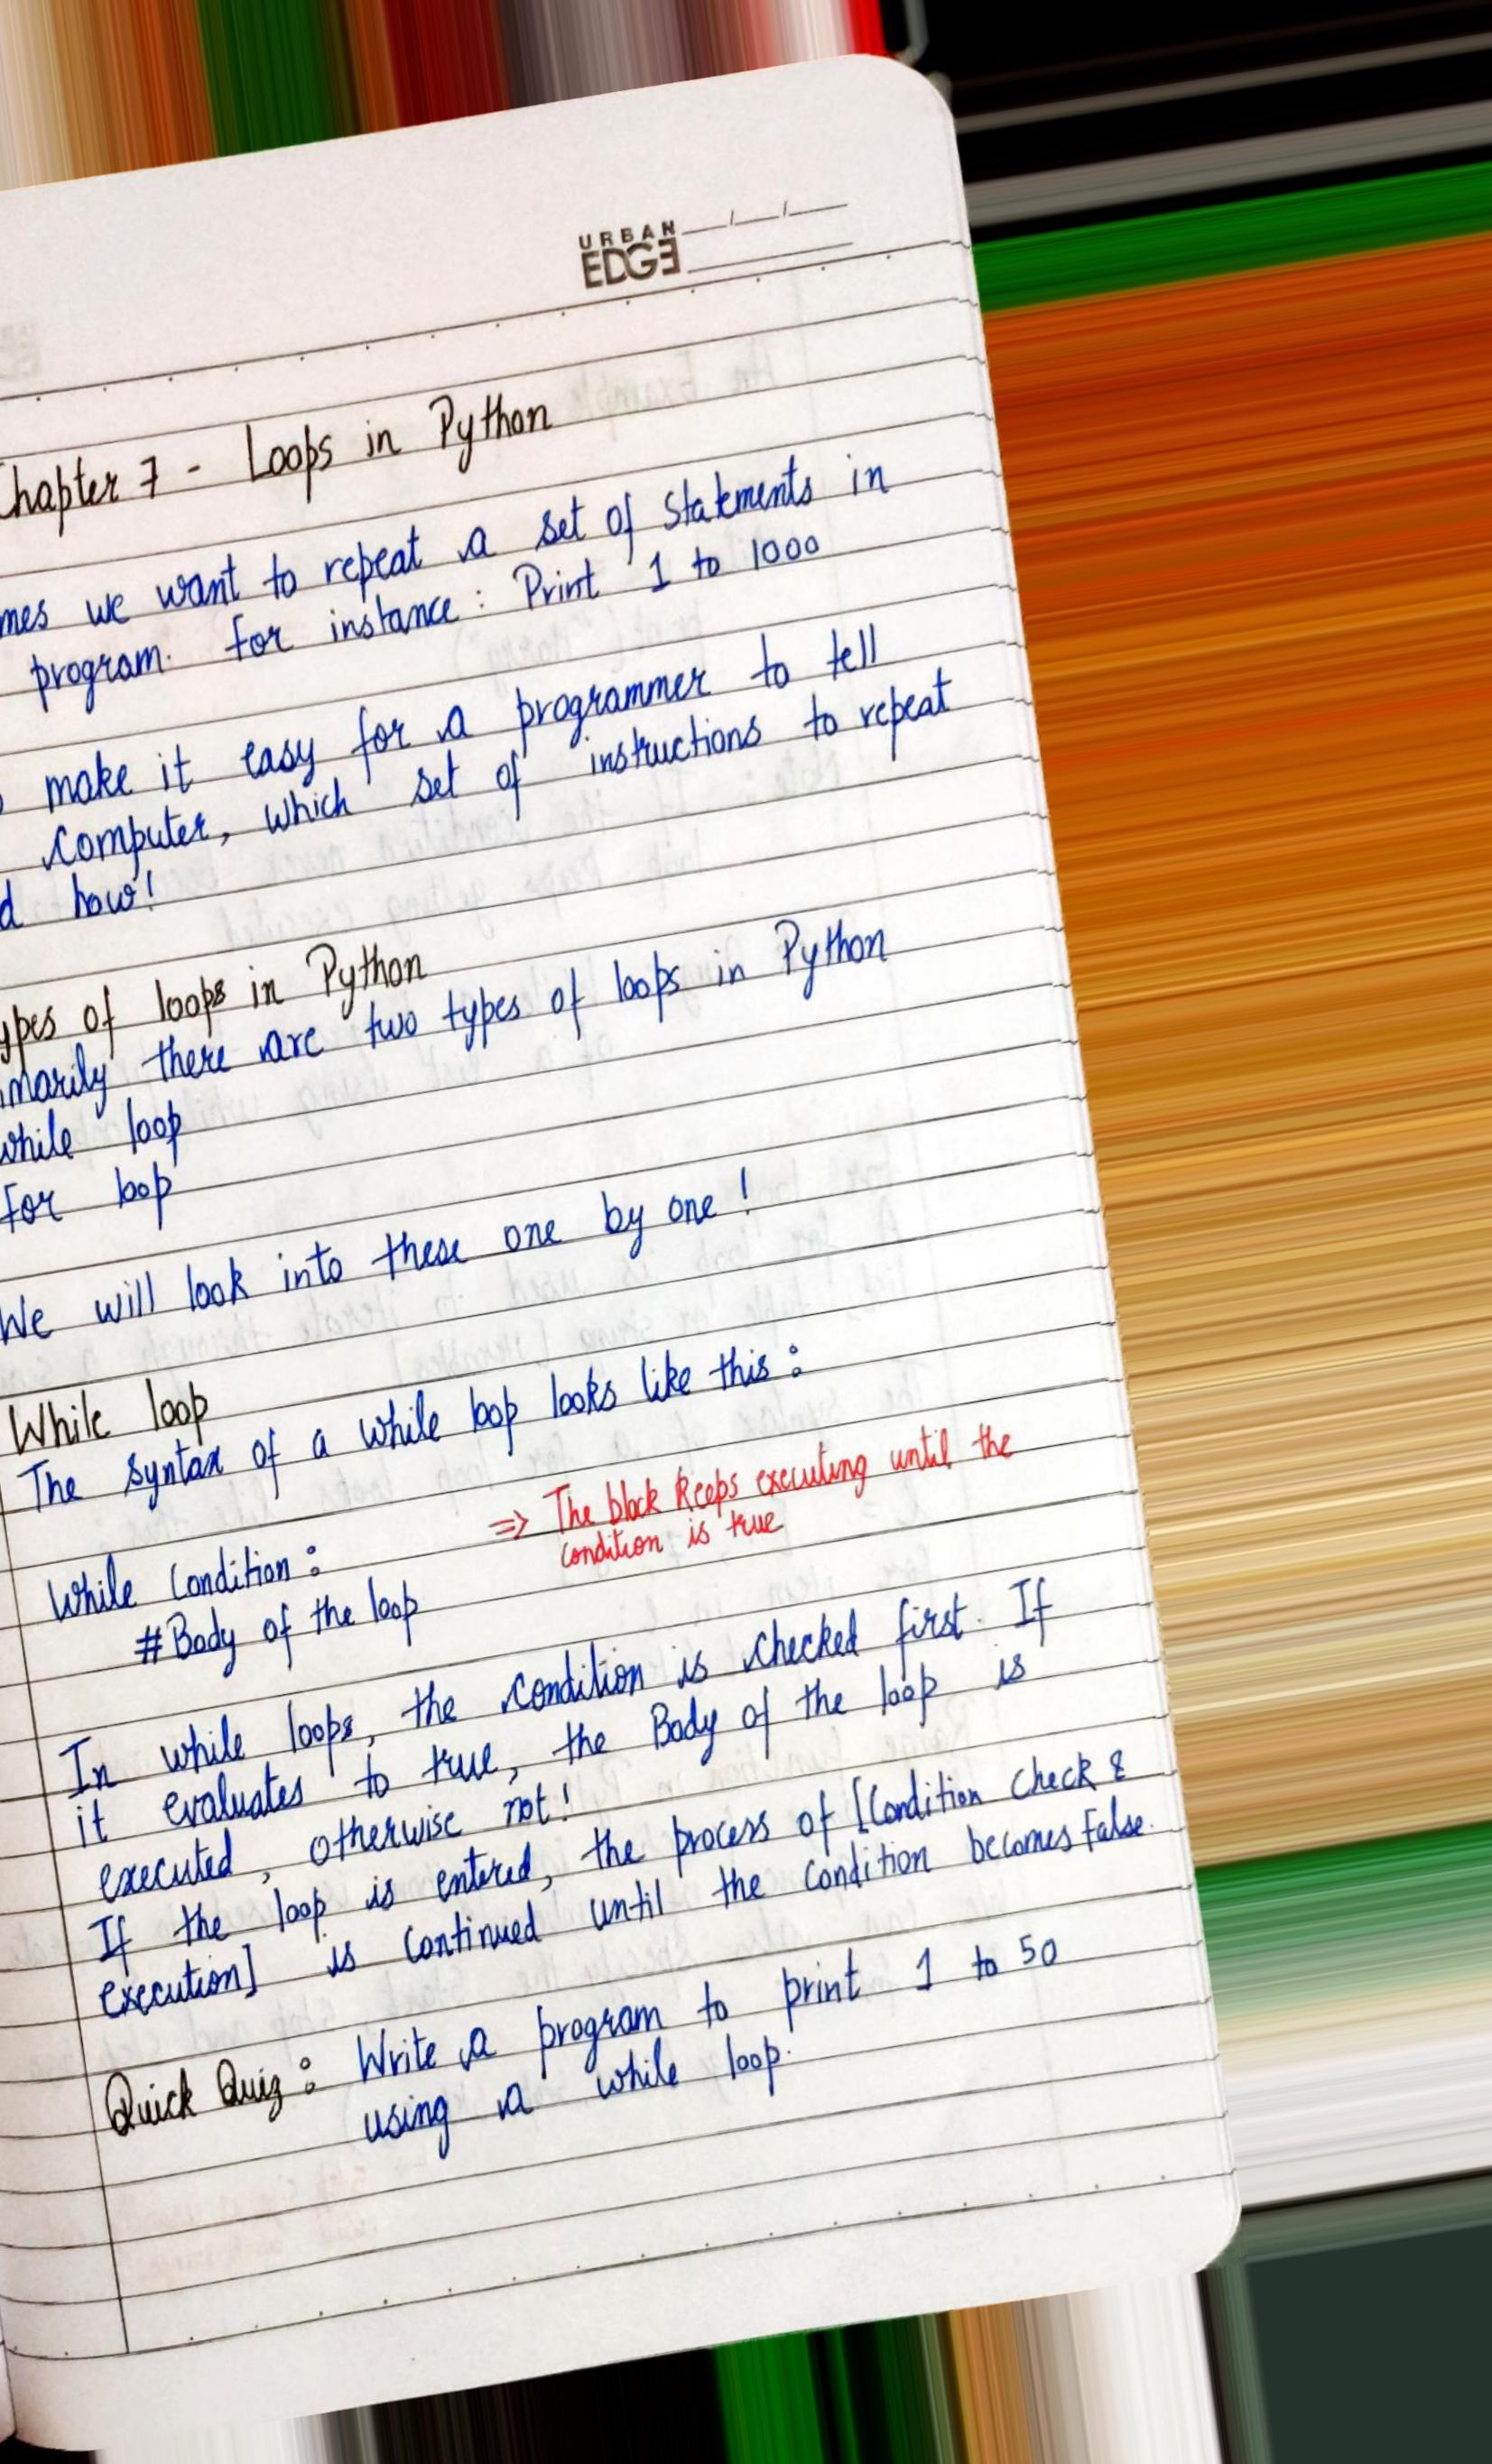 URBAN
EDGE
Chapter 7 - Loops in Python
mes we want to repeat a set of statements in
program. for instance: Print 1 to 1000
make it easy for a programmer to tell
computer, which set of instructions to repeat
d how!
ypes of loops in Python
marily there are two types of loops in Python
while loop
for loop
We will look into these one by one!
While loop
The syntax of a while loop looks like this:
While Condition:
⇒ The block keeps executing until the
condition is true
#Body of the loop
In while loops, the condition is checked first. If
it evaluates to true, the Body of the loop is
executed, otherwise not!
If the loop is entered, the process of [Condition check &
execution] is continued until the condition becomes False.
Quick Quiz: Write a program to print 1 to 50
using a while loop.